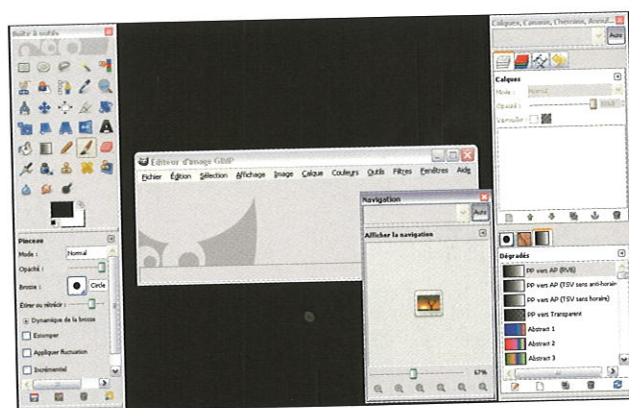 Boîte à outils
Pinceau
Mode : Normal
Opacité :
Brosse : Circle
Étirer ou rétrécir :
Dynamique de la brosse
Estomper
Appliquer fluctuation
Incrémentiel
Éditeur d'image GIMP
Fichier Édition Sélection Affichage Image Calque Couleurs Outils Filtres Fenêtres Aide
Navigation
Auto
Afficher la navigation
67%
Calques, Canaux, Chemins, Annul...
Auto
Calques
Mode : Normal
Opacité :
Verrouiller :
Dégradés
PP vers AP (RVB)
PP vers AP (TSV sens anti-horaire
PP vers AP (TSV sens horaire)
PP vers Transparent
Abstract 1
Abstract 2
Abstract 3